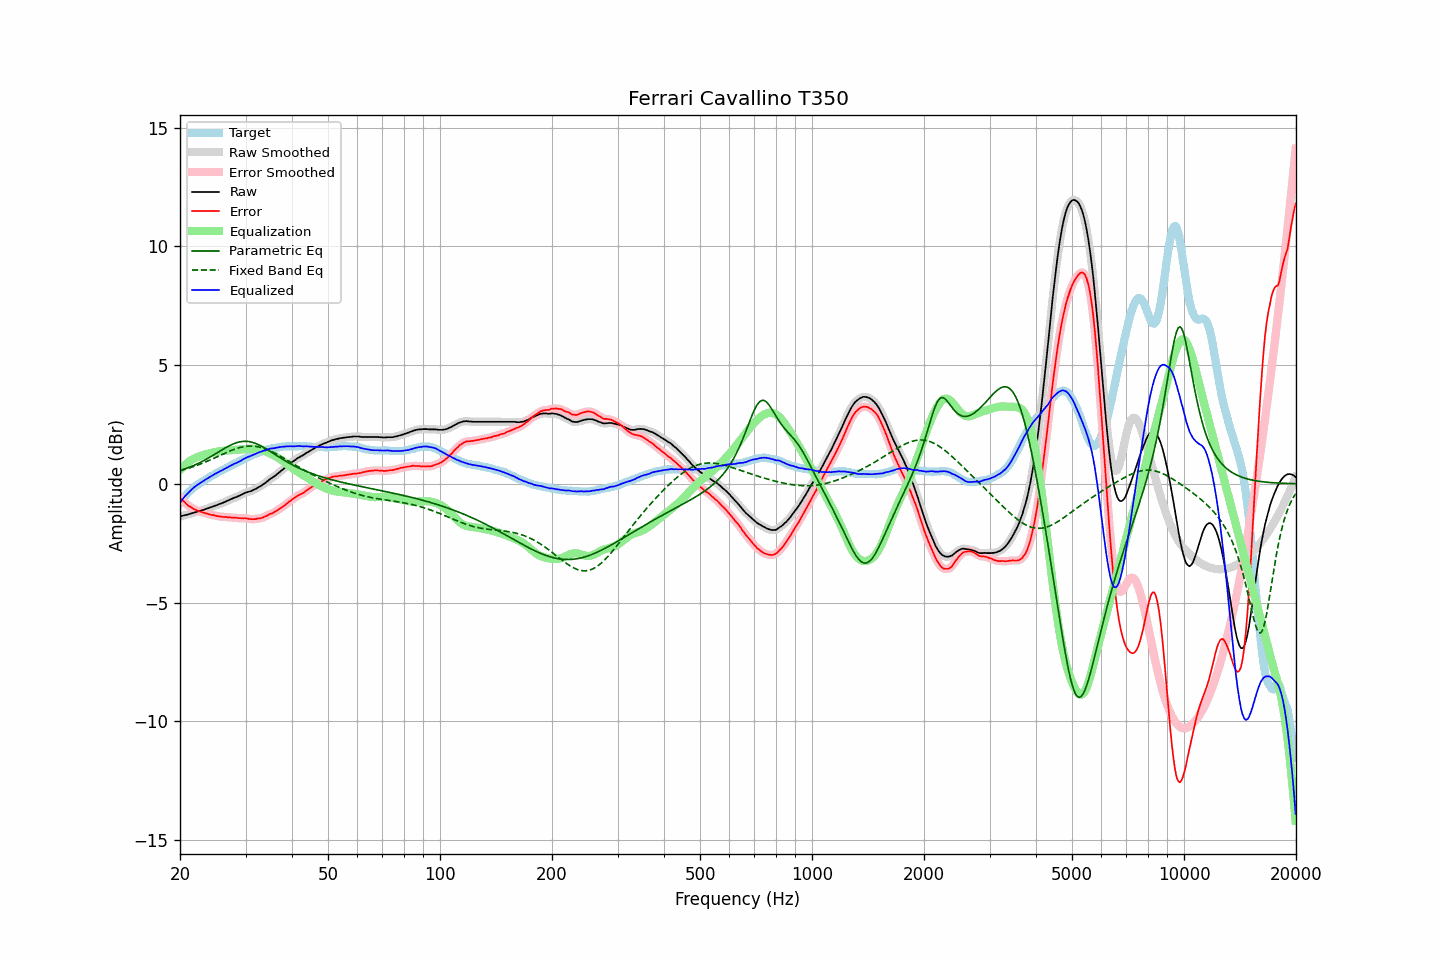 Ferrari Cavallino T350
Target
Raw Smoothed
Error Smoothed
Raw
Error
Equalization
Parametric Eq
Fixed Band Eq
Equalized
15
10
5
0
−5
−10
−15
Amplitude (dBr)
20
50
100
200
500
1000
2000
5000
10000
20000
Frequency (Hz)